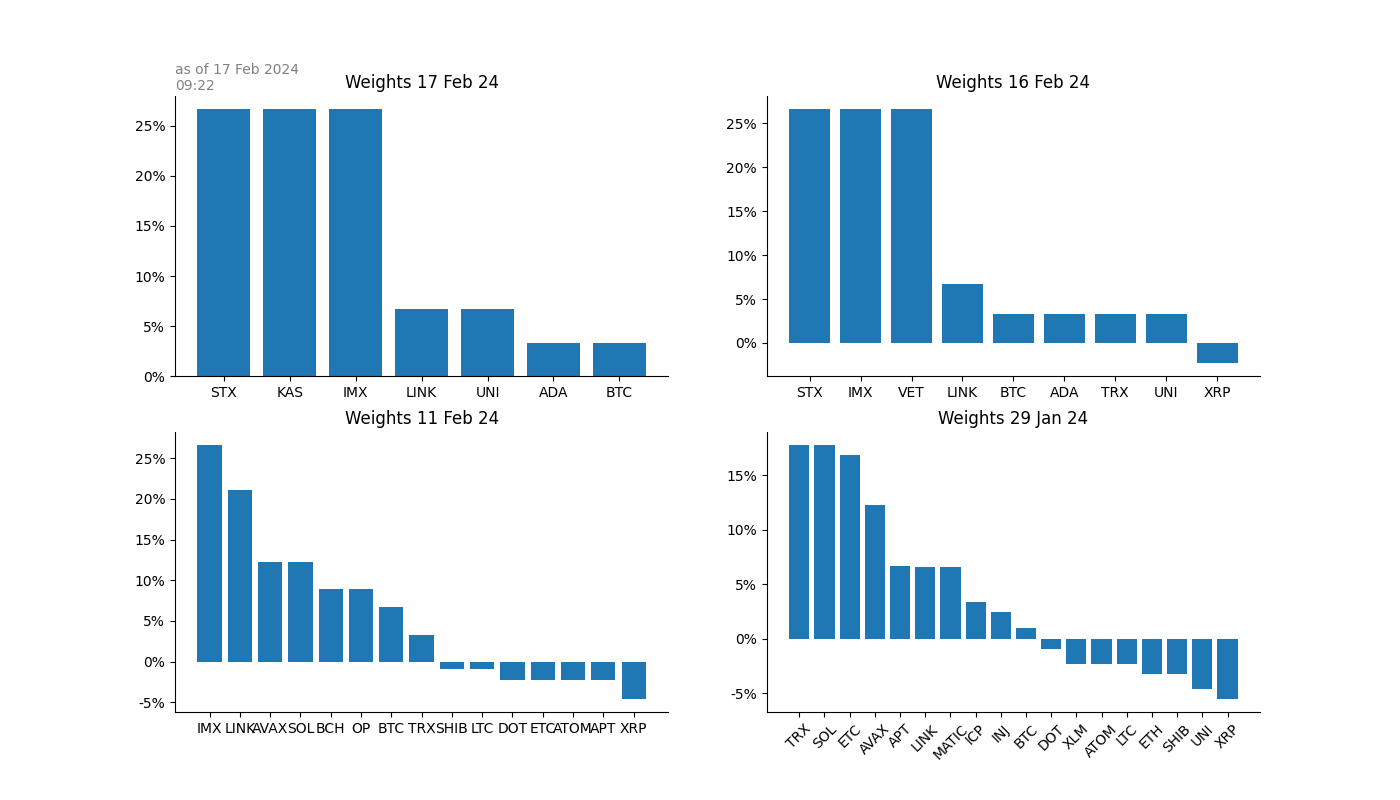 as of 17 Feb 2024
09:22
Weights 17 Feb 24
25%
20%
15%
10%
5%
0%
STX KAS IMX LINK UNI ADA BTC
Weights 16 Feb 24
25%
20%
15%
10%
5%
0%
STX IMX VET LINK BTC ADA TRX UNI XRP
Weights 11 Feb 24
25%
20%
15%
10%
5%
0%
-5%
IMX LINK AVAX SOL BCH OP BTC TRX SHIB LTC DOT ETC ATOM APT XRP
Weights 29 Jan 24
15%
10%
5%
0%
-5%
TRX SOL ETC AVAX APT LINK MATIC ICP INJ BTC DOT XLM ATOM LTC ETH SHIB UNI XRP